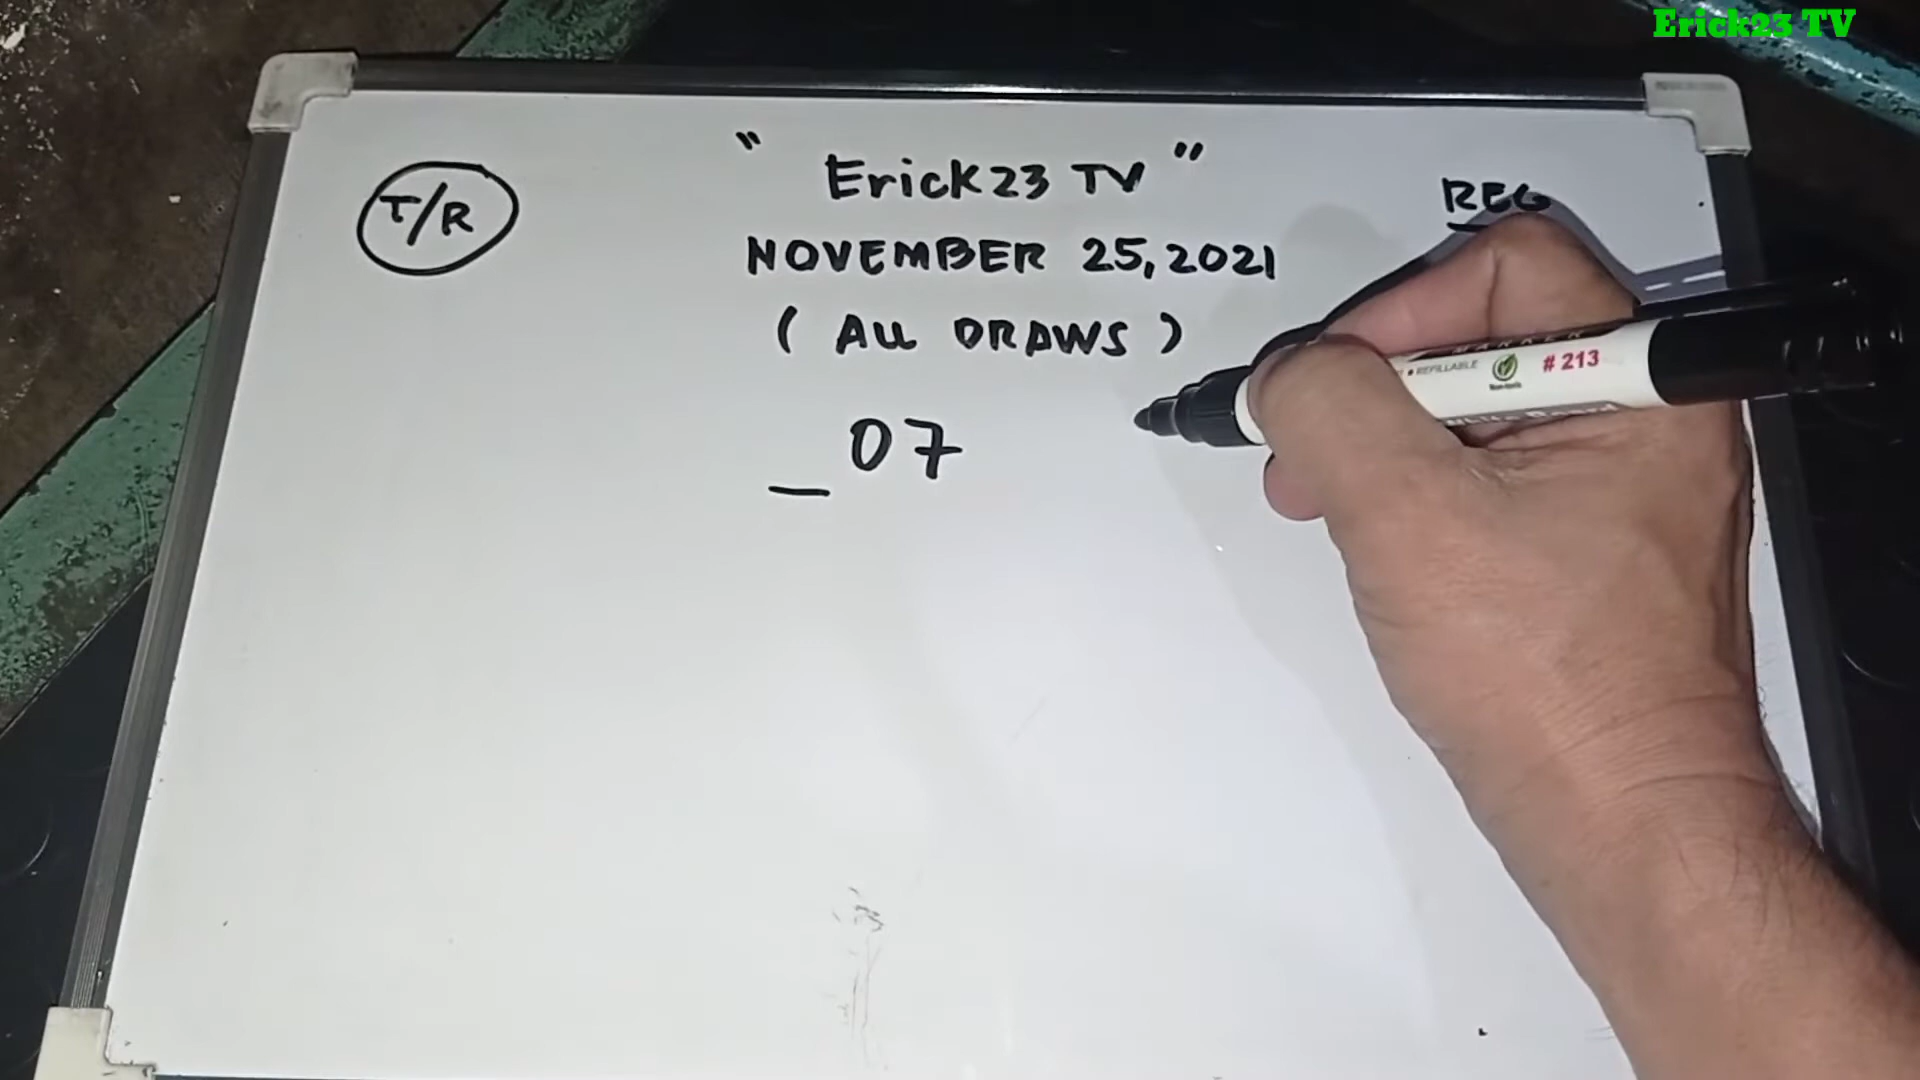 Erick23 TV
" Erick23 TV "
T/R
REG
NOVEMBER 25, 2021
( ALL DRAWS )
_07
REFILLABLE
# 213